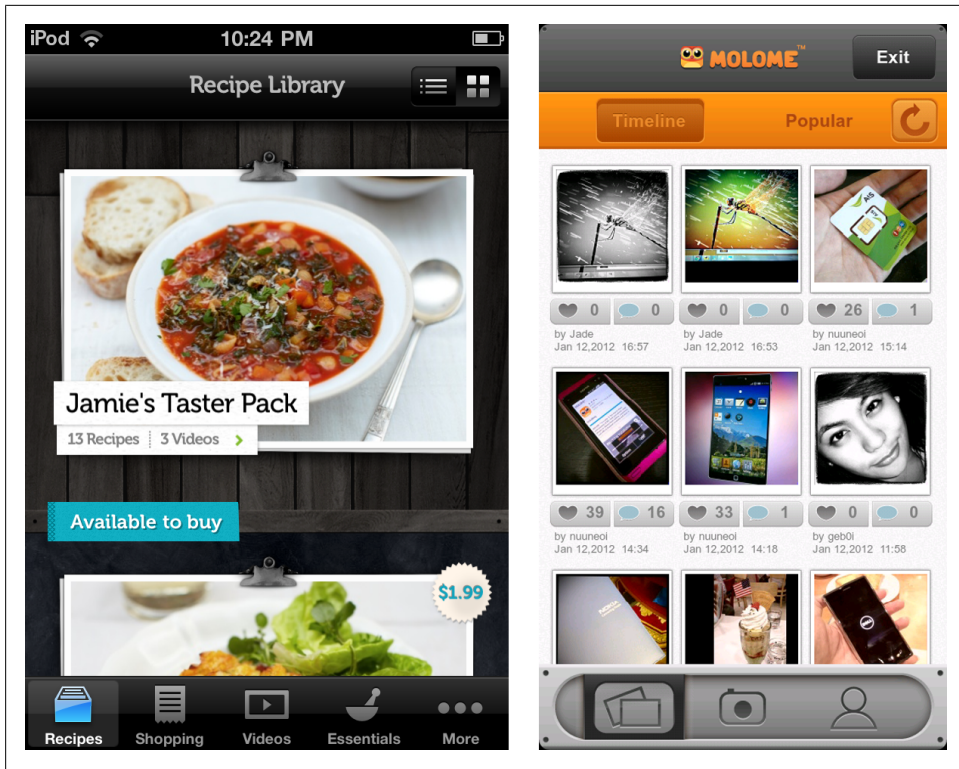 iPod 10:24 PM
Recipe Library
Jamie's Taster Pack
13 Recipes 3 Videos
Available to buy
$1.99
Recipes Shopping Videos Essentials More
MOLOME™ Exit
Timeline Popular
AIS
0 0 0 0 26 1
by Jade by Jade by nuuneoi
Jan 12,2012 16:57 Jan 12,2012 16:53 Jan 12,2012 15:14
39 16 33 1 0 0
by nuuneoi by nuuneoi by geb0i
Jan 12,2012 14:34 Jan 12,2012 14:18 Jan 12,2012 11:58